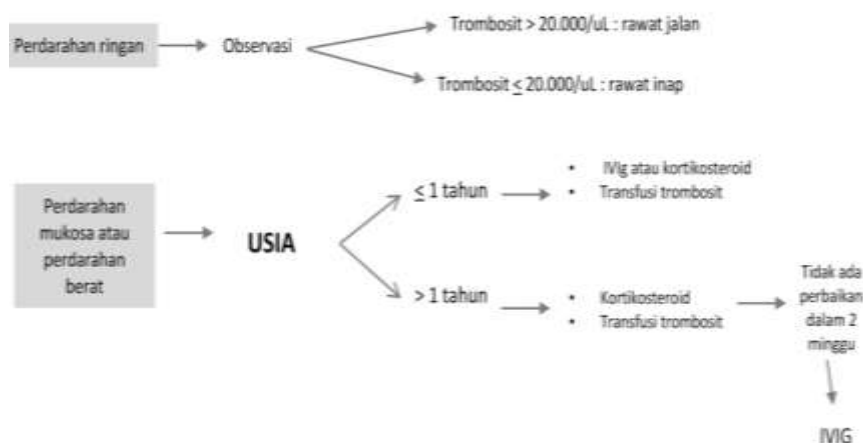 Perdarahan ringan
Observasi
Trombosit > 20.000/uL : rawat jalan
Trombosit ≤ 20.000/uL : rawat inap
Perdarahan
mukosa atau
perdarahan
berat
USIA
≤ 1 tahun
• IVig atau kortikosteroid
• Transfusi trombosit
> 1 tahun
• Kortikosteroid
• Transfusi trombosit
Tidak ada
perbaikan
dalam 2
minggu
IVIG